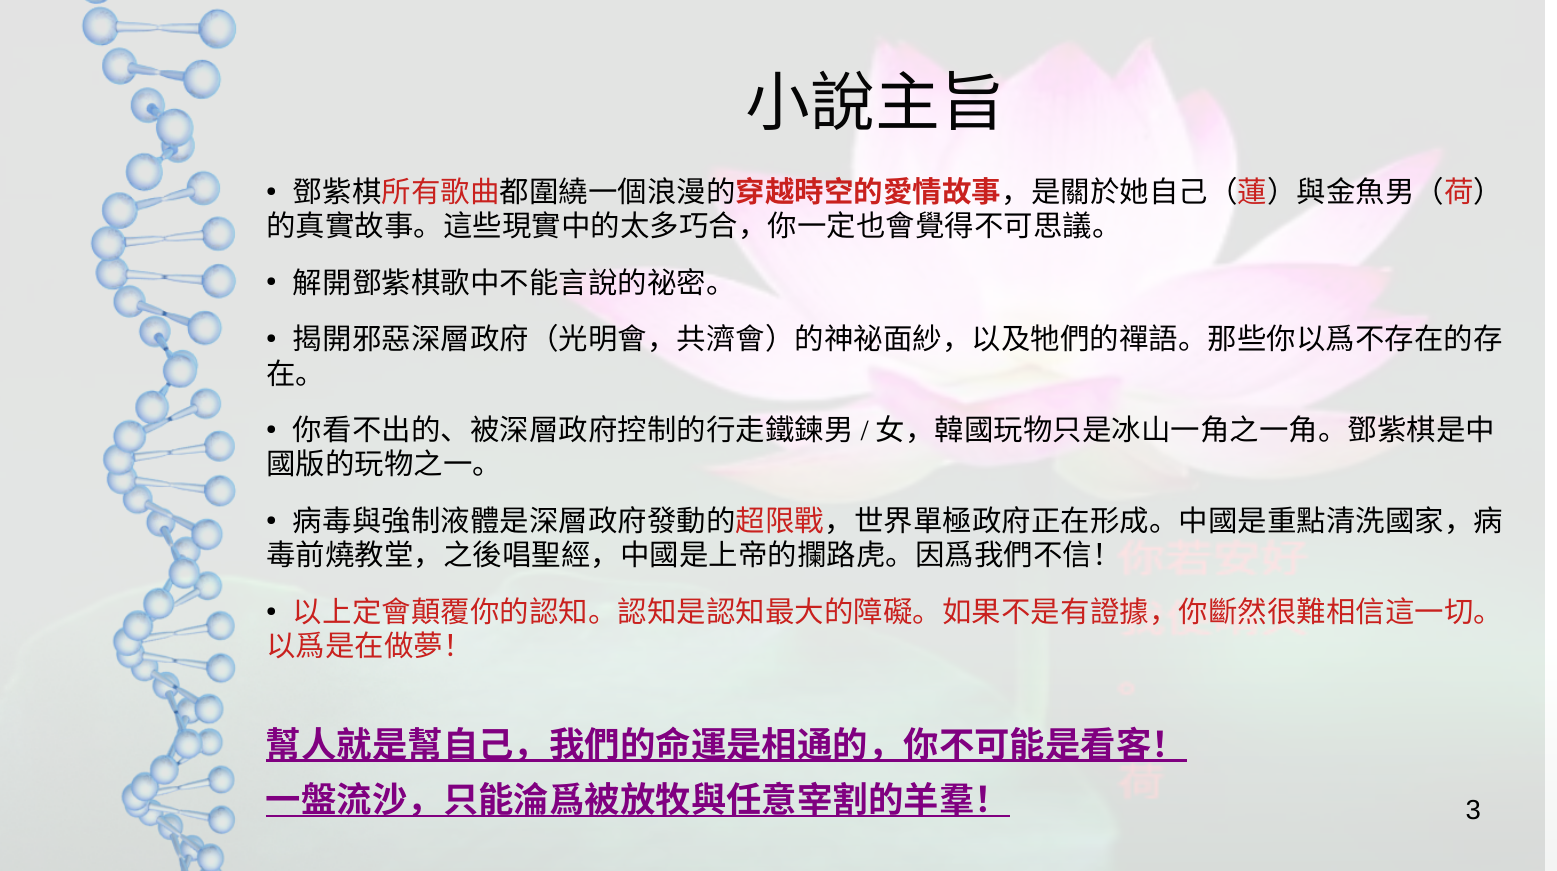 小說主旨
• 鄧紫棋所有歌曲都圍繞一個浪漫的穿越時空的愛情故事，是關於她自己（蓮）與金魚男（荷）
的真實故事。這些現實中的太多巧合，你一定也會覺得不可思議。
• 解開鄧紫棋歌中不能言說的祕密。
• 揭開邪惡深層政府（光明會，共濟會）的神祕面紗，以及牠們的禪語。那些你以爲不存在的存
在。
• 你看不出的、被深層政府控制的行走鐵鍊男 / 女，韓國玩物只是冰山一角之一角。鄧紫棋是中
國版的玩物之一。
• 病毒與強制液體是深層政府發動的超限戰，世界單極政府正在形成。中國是重點清洗國家，病
毒前燒教堂，之後唱聖經，中國是上帝的攔路虎。因爲我們不信！
你若安好
• 以上定會顛覆你的認知。認知是認知最大的障礙。如果不是有證據，你斷然很難相信這一切。
以爲是在做夢！
。
幫人就是幫自己，我們的命運是相通的，你不可能是看客！
荷
一盤流沙，只能淪爲被放牧與任意宰割的羊羣！
3